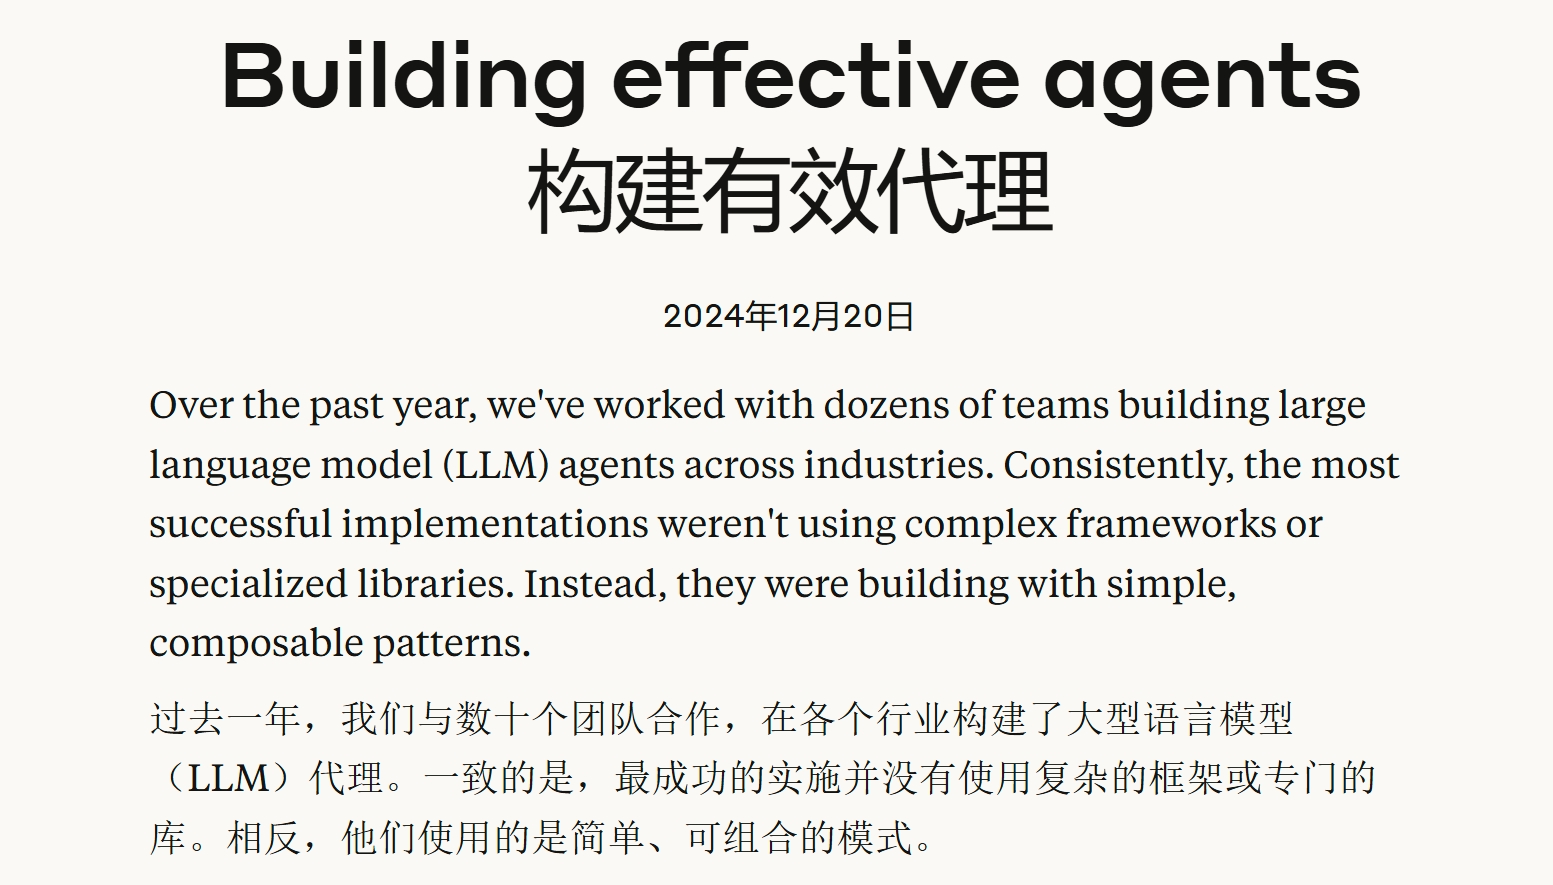 Building effective agents
构建有效代理
2024年12月20日
Over the past year, we've worked with dozens of teams building large
language model (LLM) agents across industries. Consistently, the most
successful implementations weren't using complex frameworks or
specialized libraries. Instead, they were building with simple,
composable patterns.
过去一年，我们与数十个团队合作，在各个行业构建了大型语言模型
（LLM）代理。一致的是，最成功的实施并没有使用复杂的框架或专门的
库。相反，他们使用的是简单、可组合的模式。